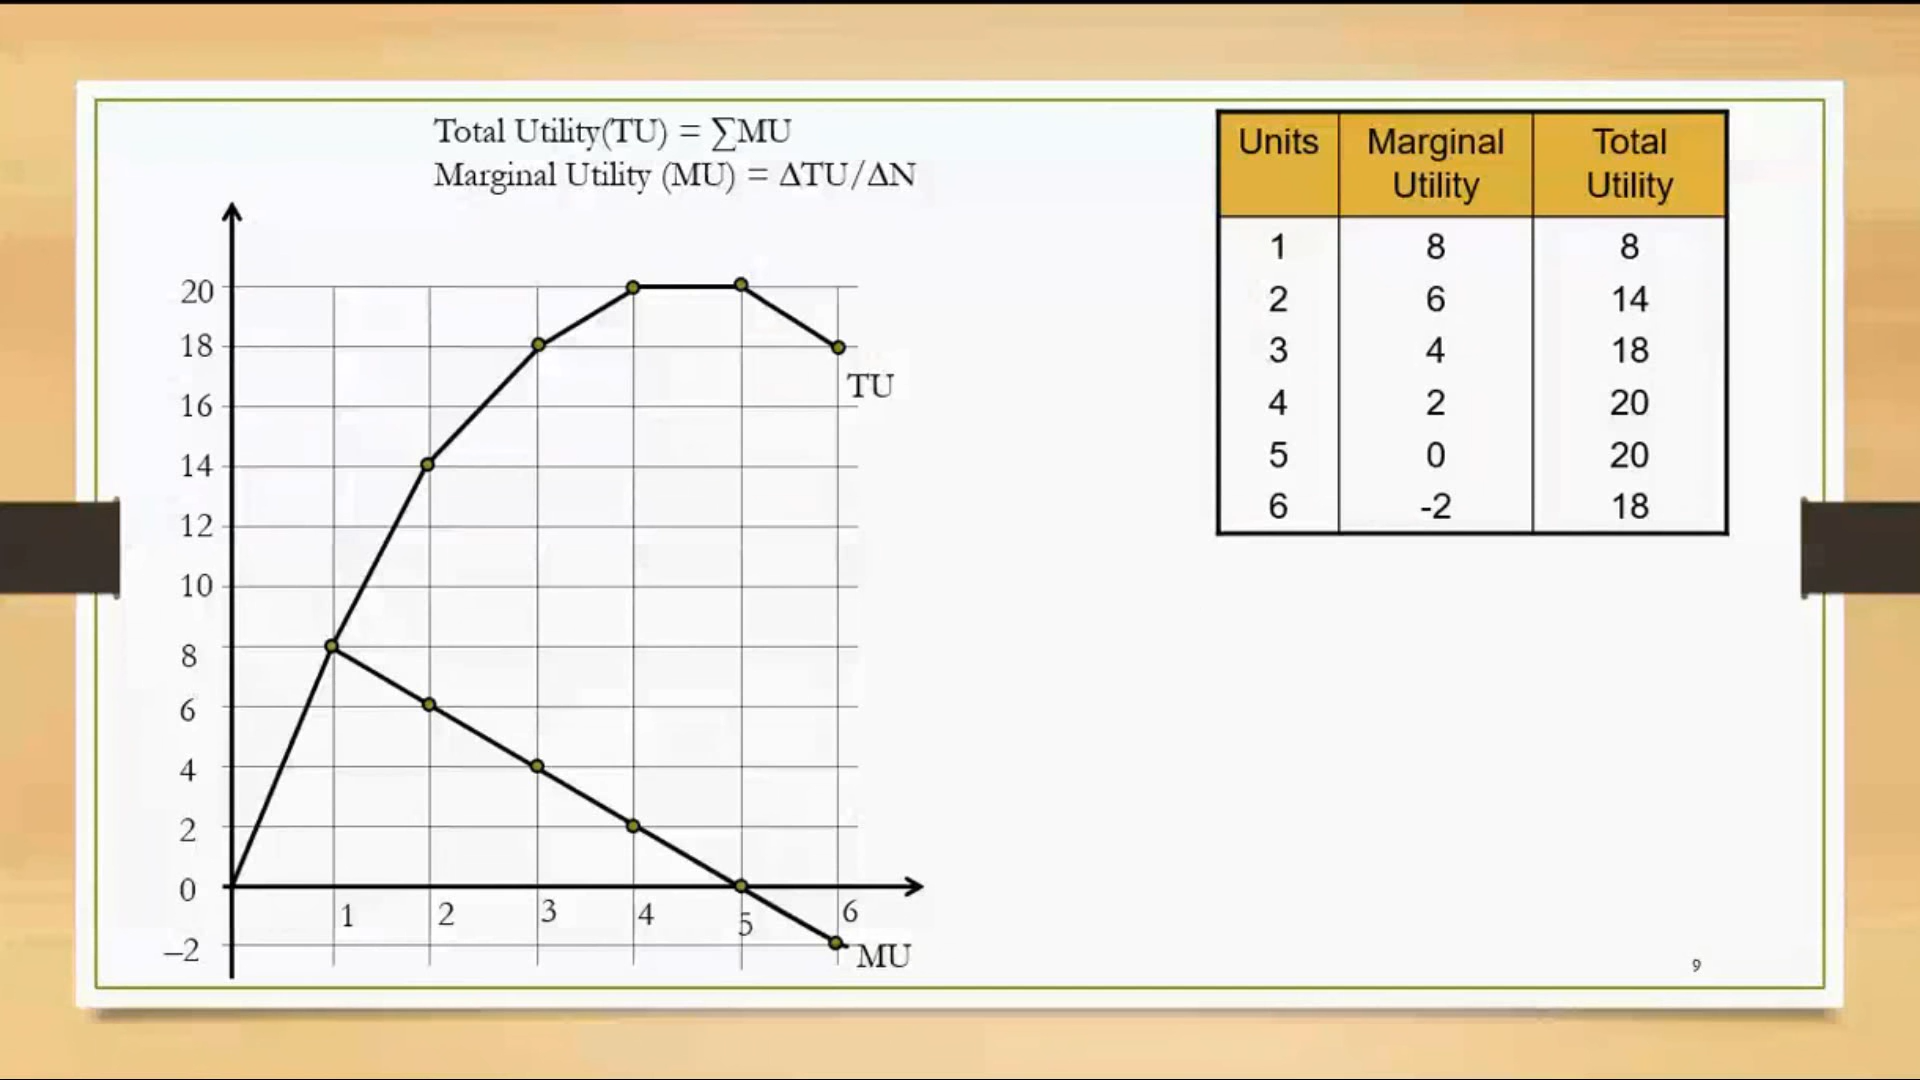 Total Utility(TU) = ∑MU
Marginal Utility (MU) = ΔTU/ΔN
20
18
16
14
12
10
8
6
4
2
0
–2
1 2 3 4 5 6
TU
MU
Units Marginal Utility Total Utility
1 8 8
2 6 14
3 4 18
4 2 20
5 0 20
6 -2 18
9